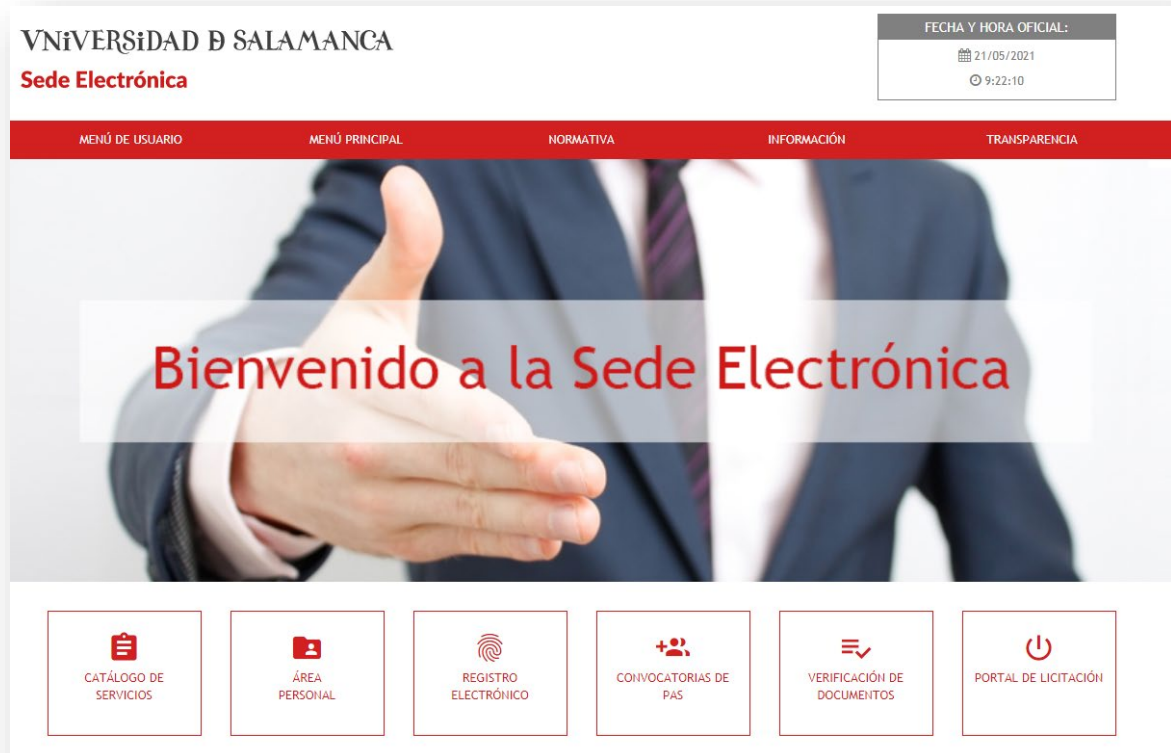 VNiVERSiDAD Ð SALAMANCA
Sede Electrónica
FECHA Y HORA OFICIAL:
21/05/2021
9:22:10
MENÚ DE USUARIO
MENÚ PRINCIPAL
NORMATIVA
INFORMACIÓN
TRANSPARENCIA
Bienvenido a la Sede Electrónica
CATÁLOGO DE
SERVICIOS
ÁREA
PERSONAL
REGISTRO
ELECTRÓNICO
CONVOCATORIAS DE
PAS
VERIFICACIÓN DE
DOCUMENTOS
PORTAL DE LICITACIÓN